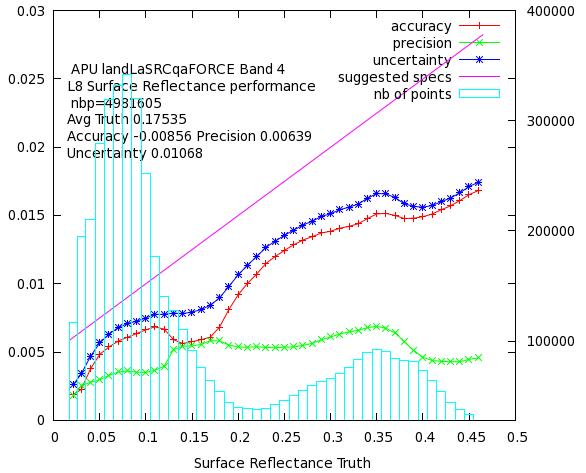 0.03
0.025
0.02
0.015
0.01
0.005
0
400000
300000
200000
100000
accuracy
precision
uncertainty
suggested specs
nb of points
APU landLaSRCqaFORCE Band 4
L8 Surface Reflectance performance
nbp=4981605
Avg Truth 0.17535
Accuracy -0.00856 Precision 0.00639
Uncertainty 0.01068
0 0.05 0.1 0.15 0.2 0.25 0.3 0.35 0.4 0.45 0.5
Surface Reflectance Truth